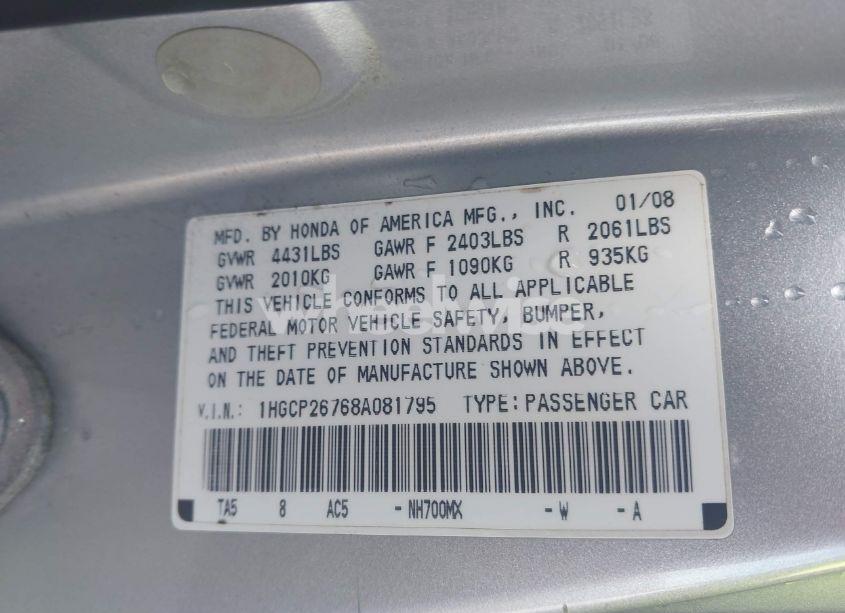 MFD. BY HONDA OF AMERICA MFG., INC. 01/08
GVWR 4431LBS GAWR F 2403LBS R 2061LBS
GVWR 2010KG GAWR F 1090KG R 935KG
THIS VEHICLE CONFORMS TO ALL APPLICABLE
FEDERAL MOTOR VEHICLE SAFETY, BUMPER,
AND THEFT PREVENTION STANDARDS IN EFFECT
ON THE DATE OF MANUFACTURE SHOWN ABOVE.
V.I.N.: 1HGCP26768A081795 TYPE:PASSENGER CAR
TA5 8 AC5 - NH700MX - W - A